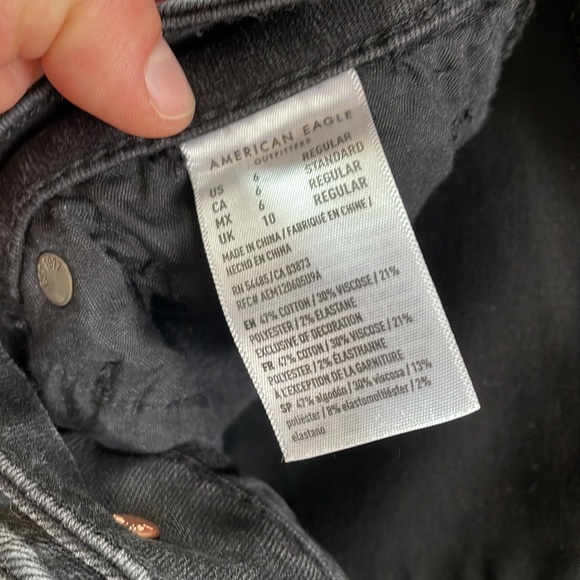 AMERICAN EAGLE
OUTFITTERS
US 6 REGULAR
CA 6 STANDARD
MX 6 REGULAR
UK 10 REGULAR
MADE IN CHINA / FABRIQUÉ EN CHINE /
HECHO EN CHINA
RN 54485/CA 03873
RFC# AEM120605U9A
EN 47% COTTON/30% VISCOSE/21%
POLYESTER/2% ELASTANE
EXCLUSIVE OF DECORATION
FR 47% COTON/30% VISCOSE/21%
POLYESTER/2% ÉLASTHANNE
À L'EXCEPTION DE LA GARNITURE
SP 47% algodón/30% viscosa/13%
poliéster/8% elastomultiéster/2%
elastano